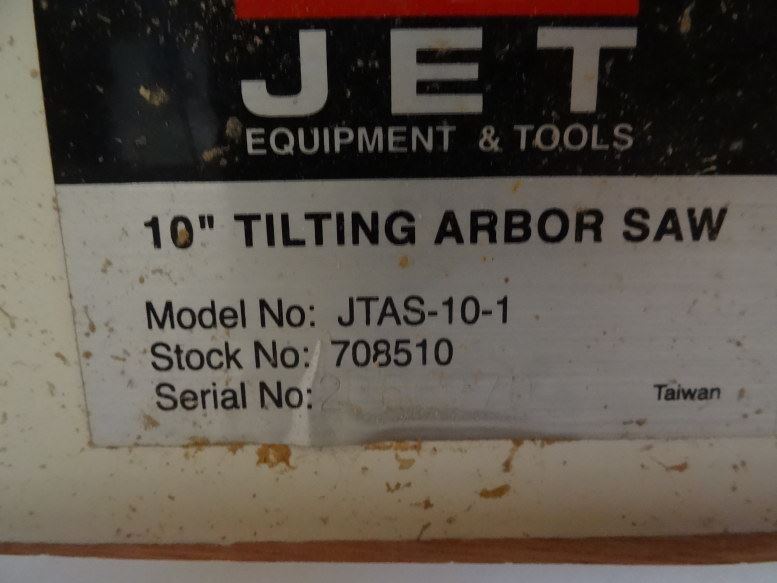 JET
EQUIPMENT & TOOLS
10" TILTING ARBOR SAW
Model No: JTAS-10-1
Stock No: 708510
Serial No:
Taiwan